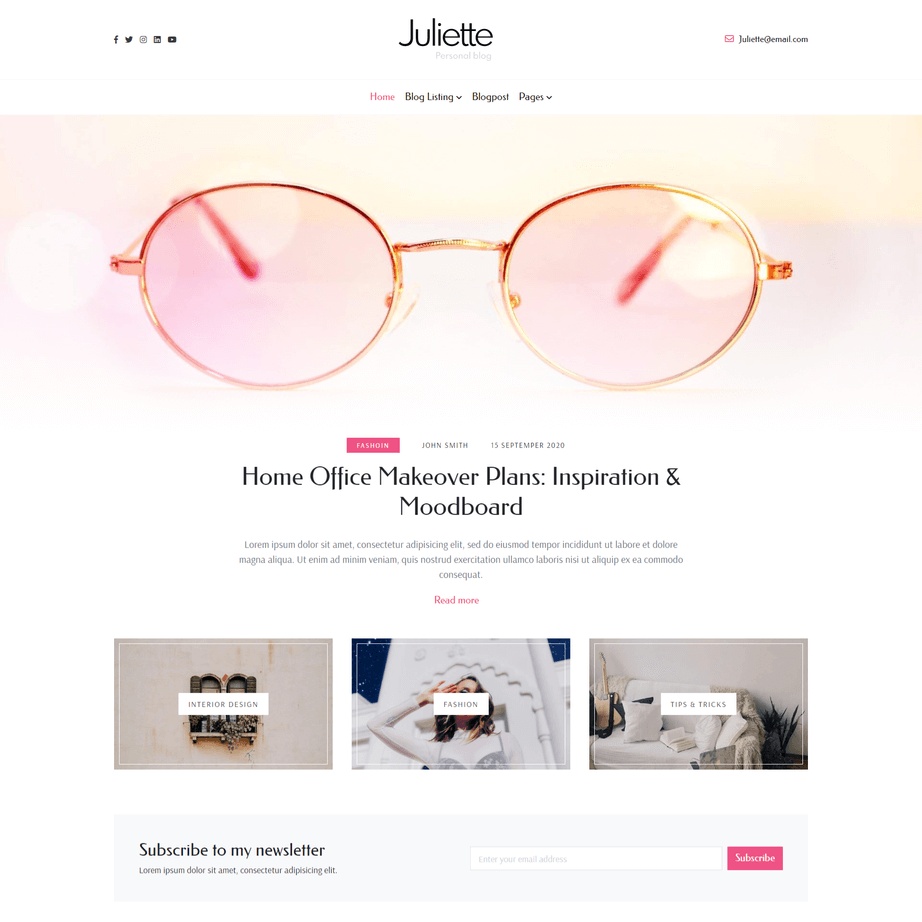 Juliette
Personal blog
Juliette@email.com
Home Blog Listing Blogpost Pages
FASHOIN JOHN SMITH 15 SEPTEMPER 2020
Home Office Makeover Plans: Inspiration &
Moodboard
Lorem ipsum dolor sit amet, consectetur adipisicing elit, sed do eiusmod tempor incididunt ut labore et dolore
magna aliqua. Ut enim ad minim veniam, quis nostrud exercitation ullamco laboris nisi ut aliquip ex ea commodo
consequat.
Read more
INTERIOR DESIGN FASHION TIPS & TRICKS
Subscribe to my newsletter
Lorem ipsum dolor sit amet, consectetur adipisicing elit.
Enter your email address Subscribe